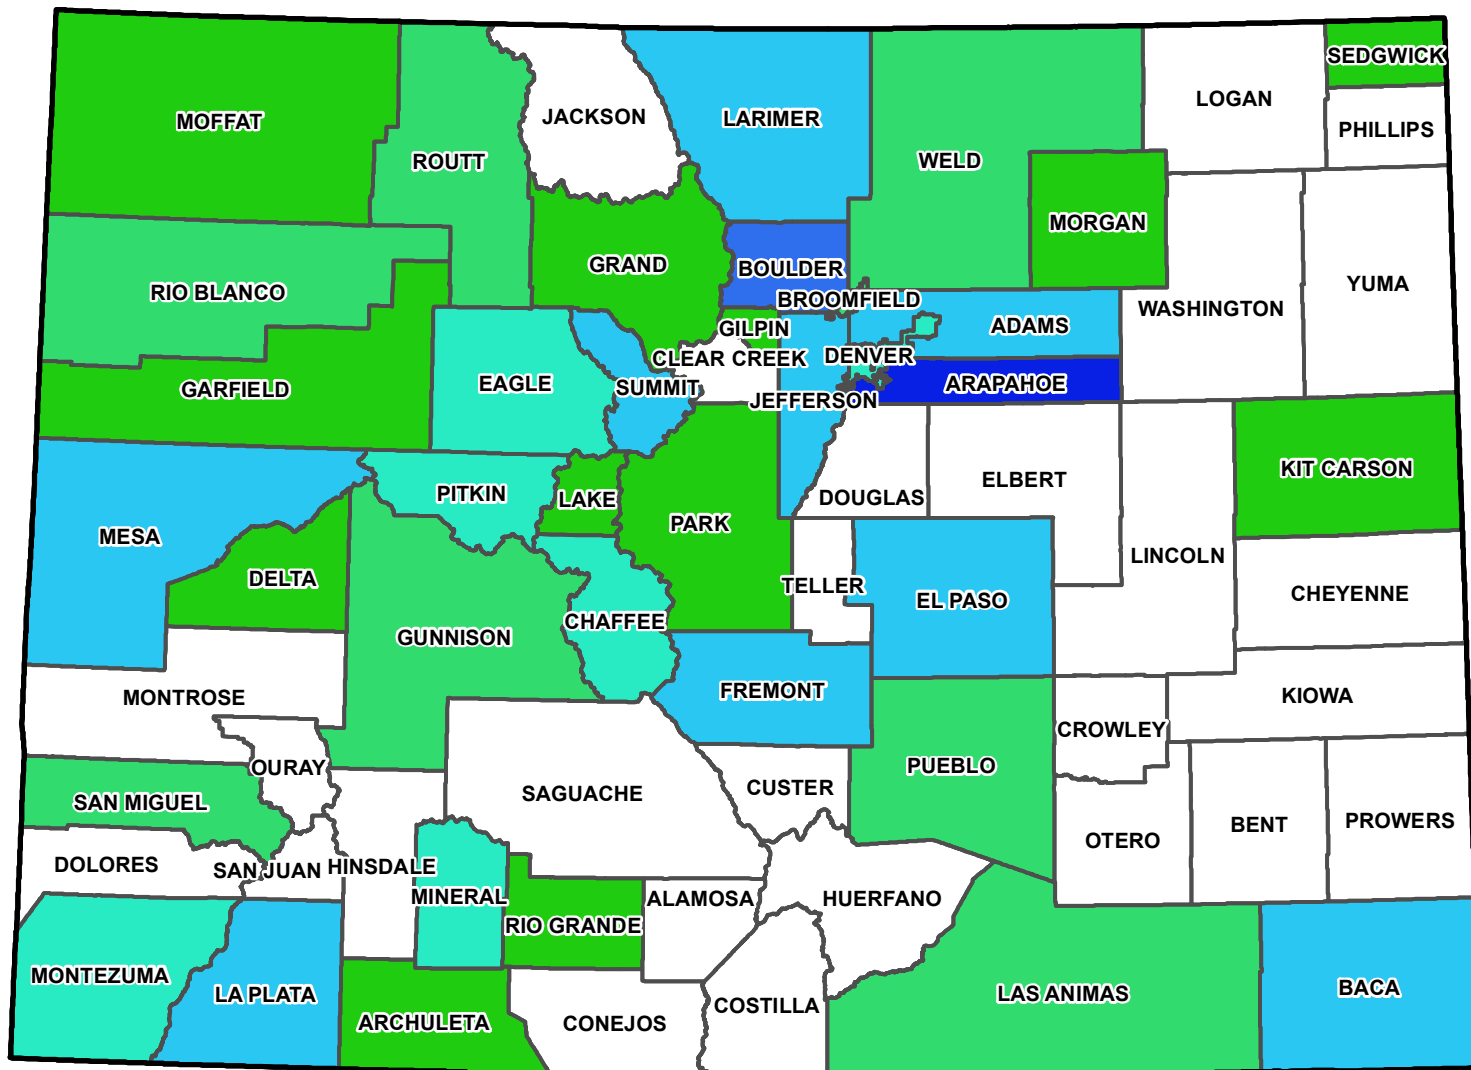 SEDGWICK
LOGAN
MOFFAT
JACKSON
LARIMER
PHILLIPS
ROUTT
WELD
MORGAN
GRAND
BOULDER
YUMA
RIO BLANCO
BROOMFIELD
WASHINGTON
GILPIN
ADAMS
CLEAR CREEK
DENVER
GARFIELD
EAGLE
SUMMIT
ARAPAHOE
JEFFERSON
KIT CARSON
ELBERT
PITKIN
LAKE
DOUGLAS
PARK
MESA
LINCOLN
DELTA
TELLER
CHEYENNE
EL PASO
CHAFFEE
GUNNISON
FREMONT
MONTROSE
KIOWA
CROWLEY
OURAY
PUEBLO
CUSTER
SAGUACHE
SAN MIGUEL
PROWERS
BENT
OTERO
DOLORES
SAN JUAN
HINSDALE
MINERAL
ALAMOSA
HUERFANO
RIO GRANDE
MONTEZUMA
BACA
LA PLATA
LAS ANIMAS
COSTILLA
ARCHULETA
CONEJOS